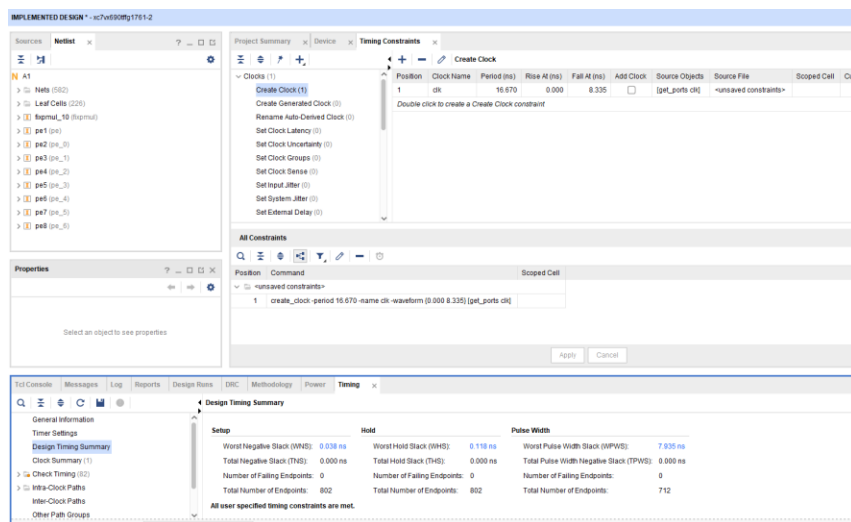 IMPLEMENTED DESIGN * - xc7vx690tffg1761-2
Sources Netlist × ? _ □
A1
Nets (582)
Leaf Cells (226)
fixpmul_10 (fixpmul)
pe1 (pe)
pe2 (pe_0)
pe3 (pe_1)
pe4 (pe_2)
pe5 (pe_3)
pe6 (pe_4)
pe7 (pe_5)
pe8 (pe_6)
Properties ? _ □ ×
Select an object to see properties
Project Summary × Device × Timing Constraints ×
Create Clock
Clocks (1)
Create Clock (1)
Create Generated Clock (0)
Rename Auto-Derived Clock (0)
Set Clock Latency (0)
Set Clock Uncertainty (0)
Set Clock Groups (0)
Set Clock Sense (0)
Set Input Jitter (0)
Set System Jitter (0)
Set External Delay (0)
Position Clock Name Period (ns) Rise At (ns) Fall At (ns) Add Clock Source Objects Source File Scoped Cell Cu
1 clk 16.670 0.000 8.335 [get_ports clk] <unsaved constraints>
Double click to create a Create Clock constraint
All Constraints
Position Command Scoped Cell
<unsaved constraints>
1 create_clock -period 16.670 -name clk -waveform {0.000 8.335} [get_ports clk]
Apply Cancel
Tcl Console Messages Log Reports Design Runs DRC Methodology Power Timing ×
General Information
Timer Settings
Design Timing Summary
Clock Summary (1)
Check Timing (82)
Intra-Clock Paths
Inter-Clock Paths
Other Path Groups
Design Timing Summary
Setup Hold Pulse Width
Worst Negative Slack (WNS): 0.038 ns Worst Hold Slack (WHS): 0.118 ns Worst Pulse Width Slack (WPWS): 7.935 ns
Total Negative Slack (TNS): 0.000 ns Total Hold Slack (THS): 0.000 ns Total Pulse Width Negative Slack (TPWS): 0.000 ns
Number of Failing Endpoints: 0 Number of Failing Endpoints: 0 Number of Failing Endpoints: 0
Total Number of Endpoints: 802 Total Number of Endpoints: 802 Total Number of Endpoints: 712
All user specified timing constraints are met.